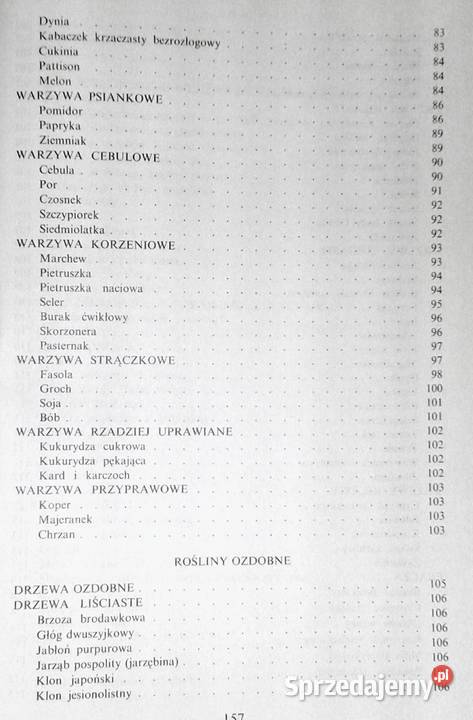 Dynia . . . . . . . . . . 83
Kabaczek krzaczasty bezrozłogowy . . . . . 83
Cukinia . . . . . . . . . . 84
Pattison . . . . . . . . . . 84
Melon . . . . . . . . . . 84
WARZYWA PSIANKOWE . . . . . . . 86
Pomidor . . . . . . . . . . 86
Papryka . . . . . . . . . . 89
Ziemniak . . . . . . . . . . 89
WARZYWA CEBULOWE . . . . . . . 90
Cebula . . . . . . . . . . 90
Por . . . . . . . . . . 91
Czosnek . . . . . . . . . . 92
Szczypiorek . . . . . . . . . 92
Siedmiolatka . . . . . . . . . 92
WARZYWA KORZENIOWE . . . . . . . 93
Marchew . . . . . . . . . . 93
Pietruszka . . . . . . . . . . 94
Pietruszka naciowa . . . . . . . . 94
Seler . . . . . . . . . . 95
Burak ćwikłowy . . . . . . . . 96
Skorzonera . . . . . . . . . 96
Pasternak . . . . . . . . . . 97
WARZYWA STRĄCZKOWE . . . . . . . 97
Fasola . . . . . . . . . . 98
Groch . . . . . . . . . . 100
Soja . . . . . . . . . . 101
Bób . . . . . . . . . . 101
WARZYWA RZADZIEJ UPRAWIANE . . . . . 102
Kukurydza cukrowa . . . . . . . . 102
Kukurydza pękająca . . . . . . . . 102
Kard i karczoch . . . . . . . . 102
WARZYWA PRZYPRAWOWE . . . . . . . 103
Koper . . . . . . . . . . 103
Majeranek . . . . . . . . . . 103
Chrzan . . . . . . . . . . 103
ROŚLINY OZDOBNE
DRZEWA OZDOBNE . . . . . . . . 105
DRZEWA LIŚCIASTE . . . . . . . . 106
Brzoza brodawkowa . . . . . . . . 106
Głóg dwuszyjkowy . . . . . . . . 106
Jabłoń purpurowa . . . . . . . . 106
Jarząb pospolity (jarzębina) . . . . . . 106
Klon japoński . . . . . . . .
Klon jesionolistny . . . . . . . . 106
Sprzedajemy.pl
157